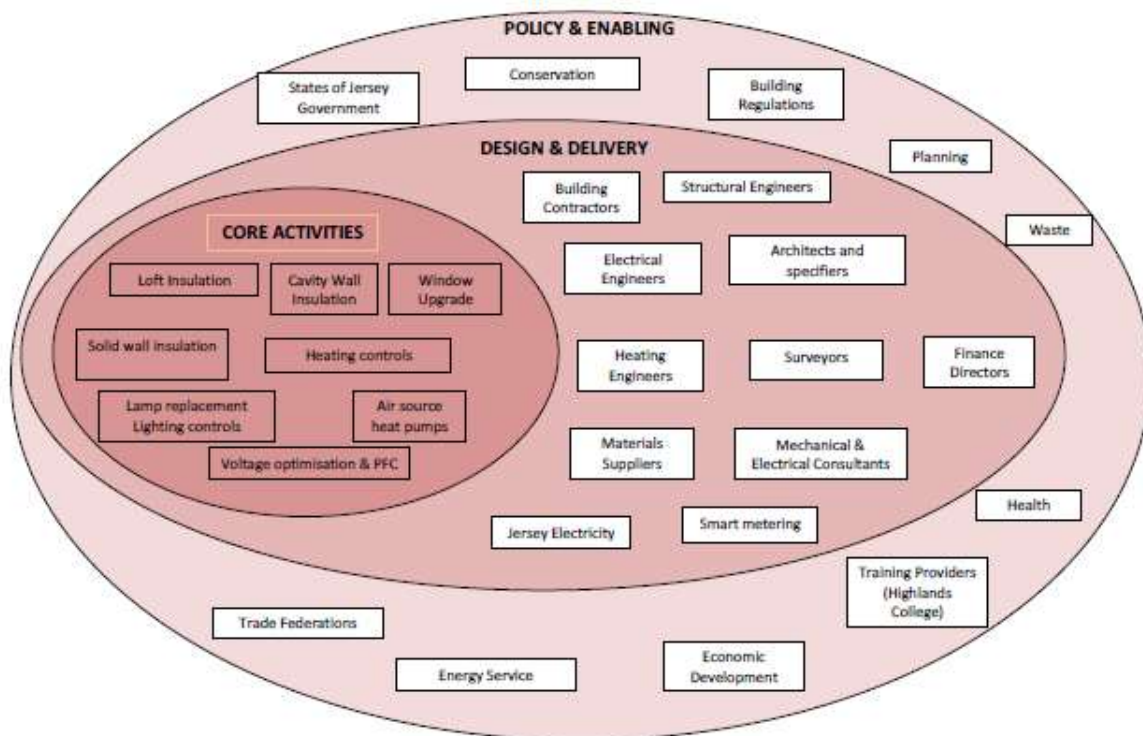 POLICY & ENABLING
Conservation
States of Jersey
Government
Building
Regulations
Planning
Waste
DESIGN & DELIVERY
Building
Contractors
Structural Engineers
Electrical
Engineers
Architects and
specifiers
CORE ACTIVITIES
Loft Insulation
Cavity Wall
Insulation
Window
Upgrade
Solid wall insulation
Heating controls
Lamp replacement
Lighting controls
Air source
heat pumps
Voltage optimisation & PFC
Heating
Engineers
Surveyors
Finance
Directors
Materials
Suppliers
Mechanical &
Electrical Consultants
Jersey Electricity
Smart metering
Health
Training Providers
(Highlands
College)
Trade Federations
Energy Service
Economic
Development